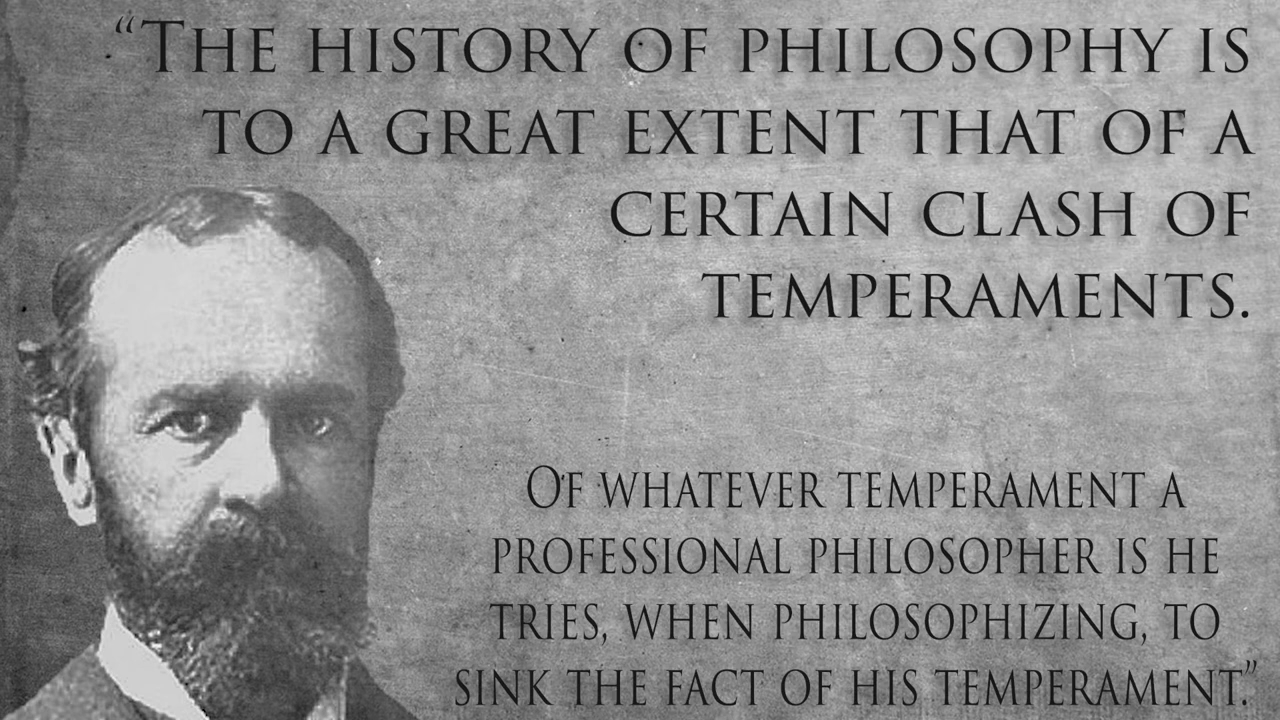 “The history of philosophy is
to a great extent that of a
certain clash of
temperaments.
Of whatever temperament a
professional philosopher is he
tries, when philosophizing, to
sink the fact of his temperament.”